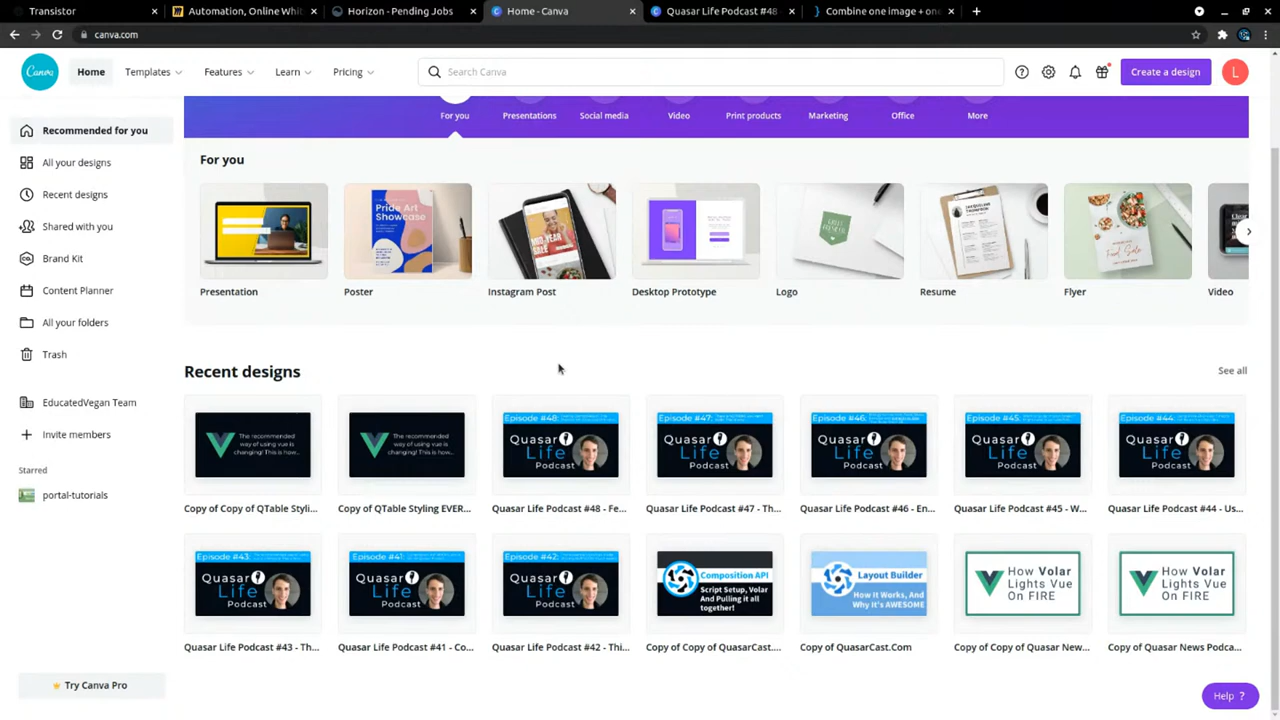 Transistor
Automation, Online Whit
Horizon - Pending Jobs
Home - Canva
Quasar Life Podcast #48
Combine one image + one
canva.com
Canva
Home
Templates
Features
Learn
Pricing
Search Canva
Create a design
L
For you
Presentations
Social media
Video
Print products
Marketing
Office
More
Recommended for you
All your designs
Recent designs
Shared with you
Brand Kit
Content Planner
All your folders
Trash
EducatedVegan Team
Invite members
Starred
portal-tutorials
Try Canva Pro
For you
Pride Art
Showcase
MID-YEAR
SALE
Presentation
Poster
Instagram Post
Desktop Prototype
Logo
Resume
Flyer
Video
Recent designs
See all
The recommended
way of using vue is
changing! This is how...
The recommended
way of using vue is
changing! This is how...
Episode #48:
Quasar
Life
Podcast
Episode #47:
Quasar
Life
Podcast
Episode #46:
Quasar
Life
Podcast
Episode #45:
Quasar
Life
Podcast
Episode #44:
Quasar
Life
Podcast
Copy of Copy of QTable Styli...
Copy of QTable Styling EVER...
Quasar Life Podcast #48 - Fe...
Quasar Life Podcast #47 - Th...
Quasar Life Podcast #46 - En...
Quasar Life Podcast #45 - W...
Quasar Life Podcast #44 - Us...
Episode #43:
Quasar
Life
Podcast
Episode #41:
Quasar
Life
Podcast
Episode #42:
Quasar
Life
Podcast
Composition API
Script Setup, Volar
And Pulling it all
together!
Layout Builder
How It Works, And
Why It's AWESOME
How Volar
Lights Vue
On FIRE
How Volar
Lights Vue
On FIRE
Quasar Life Podcast #43 - Th...
Quasar Life Podcast #41 - Co...
Quasar Life Podcast #42 - Thi...
Copy of Copy of QuasarCast....
Copy of QuasarCast.Com
Copy of Copy of Quasar New...
Copy of Quasar News Podca...
Help ?